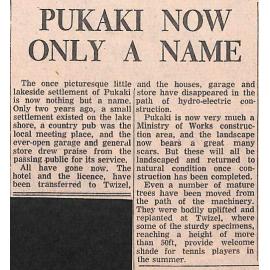 PUKAKI NOW
ONLY A NAME
The once picturesque little
lakeside settlement of Pukaki
is now nothing but a name.
Only two years ago, a small
settlement existed on the lake
shore, a country pub was the
local meeting place, and the
ever-open garage and general
store drew praise from the
passing public for its service.
All have gone now. The
hotel and the licence, have
been transferred to Twizel,
and the houses, garage and
store have disappeared in the
path of hydro-electric con-
struction.
Pukaki is now very much a
Ministry of Works construc-
tion area, and the landscape
now bears a great many
scars. But these will all be
landscaped and returned to
natural condition once con-
struction has been completed.
Even a number of mature
trees have been moved from
the path of the machinery.
They were bodily uplifted and
replanted at Twizel, where
some of the sturdy specimens,
reaching a height of more
than 50ft, provide welcome
shade for tennis players in
the summer.